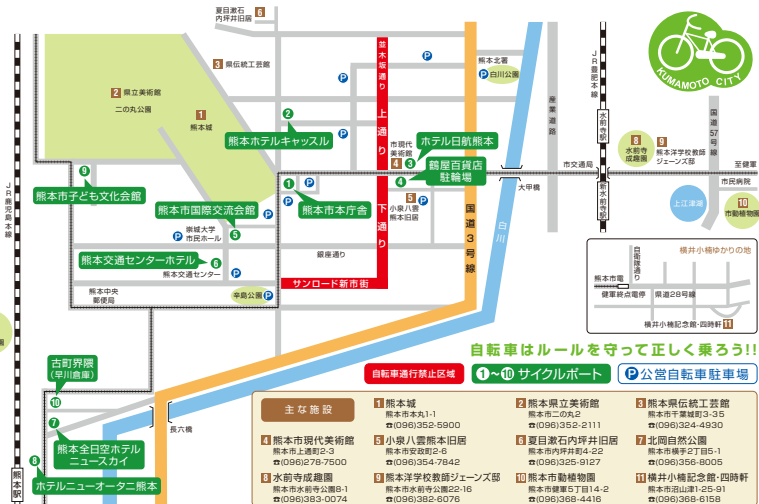 夏目漱石
内坪井旧居
6
並木坂通り
上通り
下通り
サンロード新市街
3 県伝統工芸館
2 県立美術館
二の丸公園
1
熊本城
2
熊本ホテルキャッスル
P
P
P
熊本北署
P 白川公園
産業道路
JR豊肥本線
水前寺駅
新水前寺駅
国道57号線
KUMAMOTO CITY
市現代
美術館
4
3
ホテル日航熊本
鶴屋百貨店
駐輪場
4
8
水前寺
成趣園
9
熊本洋学校教師
ジェーンズ邸
市交通局
至健軍
市民病院
上江津湖
10
市動植物園
大甲橋
9
熊本市子ども文化会館
1
P
P
P
熊本市本庁舎
5
P
小泉八雲
熊本旧居
国道3号線
白川
熊本市国際交流会館
崇城大学
市民ホール
5
P
銀座通り
熊本交通センターホテル
6
熊本交通センター
P
熊本中央
郵便局
辛島公園 P
JR鹿児島本線
横井小楠ゆかりの地
自衛隊通り
熊本市電
健軍終点電停
県道28号線
横井小楠記念館・四時軒 11
古町界隈
(早川倉庫)
10
7
熊本全日空ホテル
ニュースカイ
8
ホテルニューオータニ熊本
熊本駅
長六橋
園
自転車はルールを守って正しく乗ろう!!
自転車通行禁止区域
1〜10 サイクルポート
P 公営自転車駐車場
主な施設
1 熊本城
熊本市本丸1-1
☎(096)352-5900
2 熊本県立美術館
熊本市二の丸2
☎(096)352-2111
3 熊本県伝統工芸館
熊本市千葉城町3-35
☎(096)324-4930
4 熊本市現代美術館
熊本市上通町2-3
☎(096)278-7500
5 小泉八雲熊本旧居
熊本市安政町2-6
☎(096)354-7842
6 夏目漱石内坪井旧居
熊本市内坪井町4-22
☎(096)325-9127
7 北岡自然公園
熊本市横手2丁目5-1
☎(096)356-8005
8 水前寺成趣園
熊本市水前寺公園8-1
☎(096)383-0074
9 熊本洋学校教師ジェーンズ邸
熊本市水前寺公園22-16
☎(096)382-6076
10 熊本市動植物園
熊本市健軍5丁目14-2
☎(096)368-4416
11 横井小楠記念館・四時軒
熊本市沼山津1-25-91
☎(096)368-6158